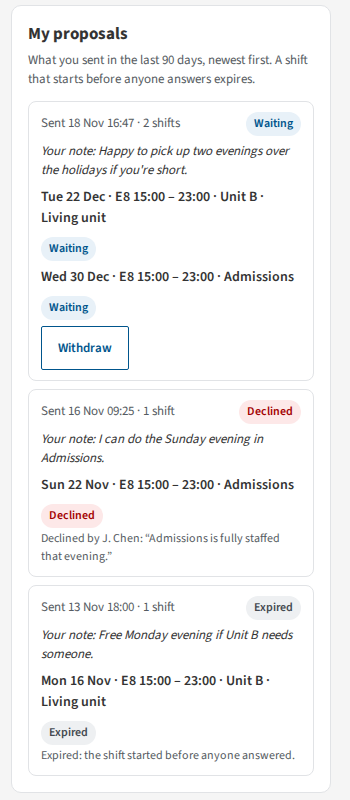 My proposals
What you sent in the last 90 days, newest first. A shift
that starts before anyone answers expires.
Sent 18 Nov 16:47 · 2 shifts
Waiting
Your note: Happy to pick up two evenings over
the holidays if you're short.
Tue 22 Dec · E8 15:00 – 23:00 · Unit B ·
Living unit
Waiting
Wed 30 Dec · E8 15:00 – 23:00 · Admissions
Waiting
Withdraw
Sent 16 Nov 09:25 · 1 shift
Declined
Your note: I can do the Sunday evening in
Admissions.
Sun 22 Nov · E8 15:00 – 23:00 · Admissions
Declined
Declined by J. Chen: “Admissions is fully staffed
that evening.”
Sent 13 Nov 18:00 · 1 shift
Expired
Your note: Free Monday evening if Unit B needs
someone.
Mon 16 Nov · E8 15:00 – 23:00 · Unit B ·
Living unit
Expired
Expired: the shift started before anyone answered.